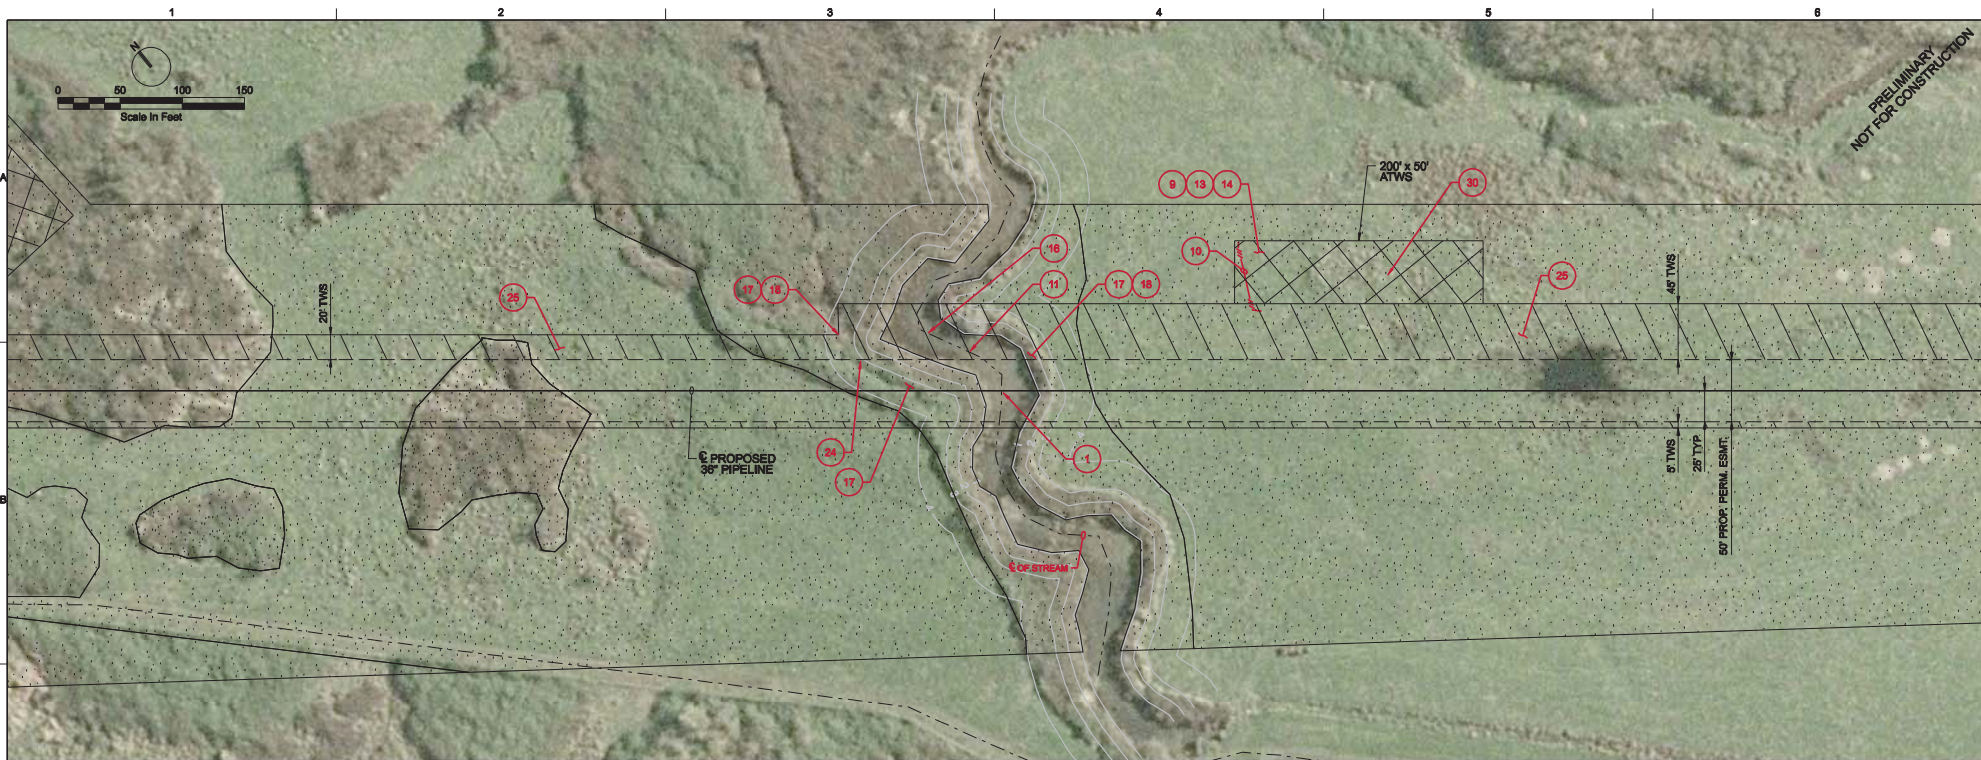 1 2 3 4 5 6
N
0 50 100 150
Scale in Feet
PRELIMINARY
NOT FOR CONSTRUCTION
A
200' x 50'
ATWS
9 13 14
30
10
16
11
17 18
17 18
25
25
20' TWS
45' TWS
24
17
1
℄ PROPOSED
36" PIPELINE
5' TWS
25' TYP.
50' PROP. PERM. ESMT.
B
℄ OF STREAM